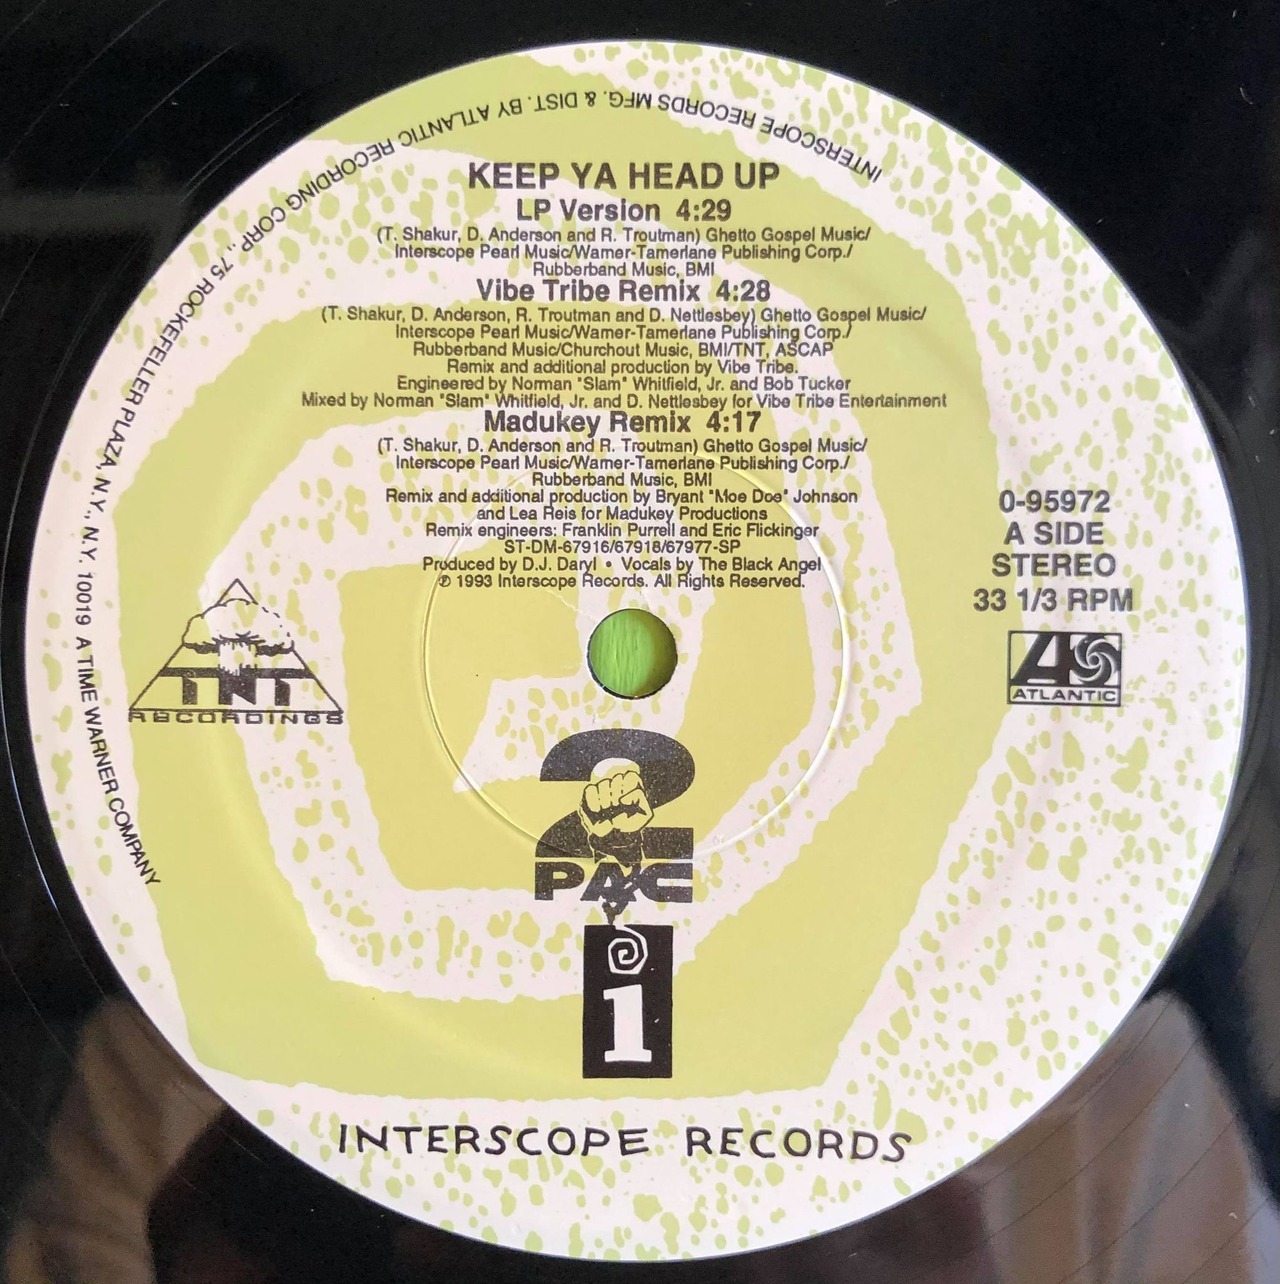 INTERSCOPE RECORDS MFG. & DIST. BY ATLANTIC RECORDING CORP., 75 ROCKEFELLER PLAZA, N.Y., N.Y. 10019 A TIME WARNER COMPANY
KEEP YA HEAD UP
LP Version 4:29
(T. Shakur, D. Anderson and R. Troutman) Ghetto Gospel Music/
Interscope Pearl Music/Warner-Tamerlane Publishing Corp./
Rubberband Music, BMI
Vibe Tribe Remix 4:28
(T. Shakur, D. Anderson, R. Troutman and D. Nettlesbey) Ghetto Gospel Music/
Interscope Pearl Music/Warner-Tamerlane Publishing Corp./
Rubberband Music/Churchout Music, BMI/TNT, ASCAP
Remix and additional production by Vibe Tribe.
Engineered by Norman "Slam" Whitfield, Jr. and Bob Tucker
Mixed by Norman "Slam" Whitfield, Jr. and D. Nettlesbey for Vibe Tribe Entertainment
Madukey Remix 4:17
(T. Shakur, D. Anderson and R. Troutman) Ghetto Gospel Music/
Interscope Pearl Music/Warner-Tamerlane Publishing Corp./
Rubberband Music, BMI
Remix and additional production by Bryant "Moe Doe" Johnson
and Lea Reis for Madukey Productions
Remix engineers: Franklin Purrell and Eric Flickinger
ST-DM-67916/67918/67977-SP
Produced by D.J. Daryl • Vocals by The Black Angel
℗ 1993 Interscope Records. All Rights Reserved.
0-95972
A SIDE
STEREO
33 1/3 RPM
ATLANTIC
TNT
RECORDINGS
2
PAC
i
INTERSCOPE RECORDS